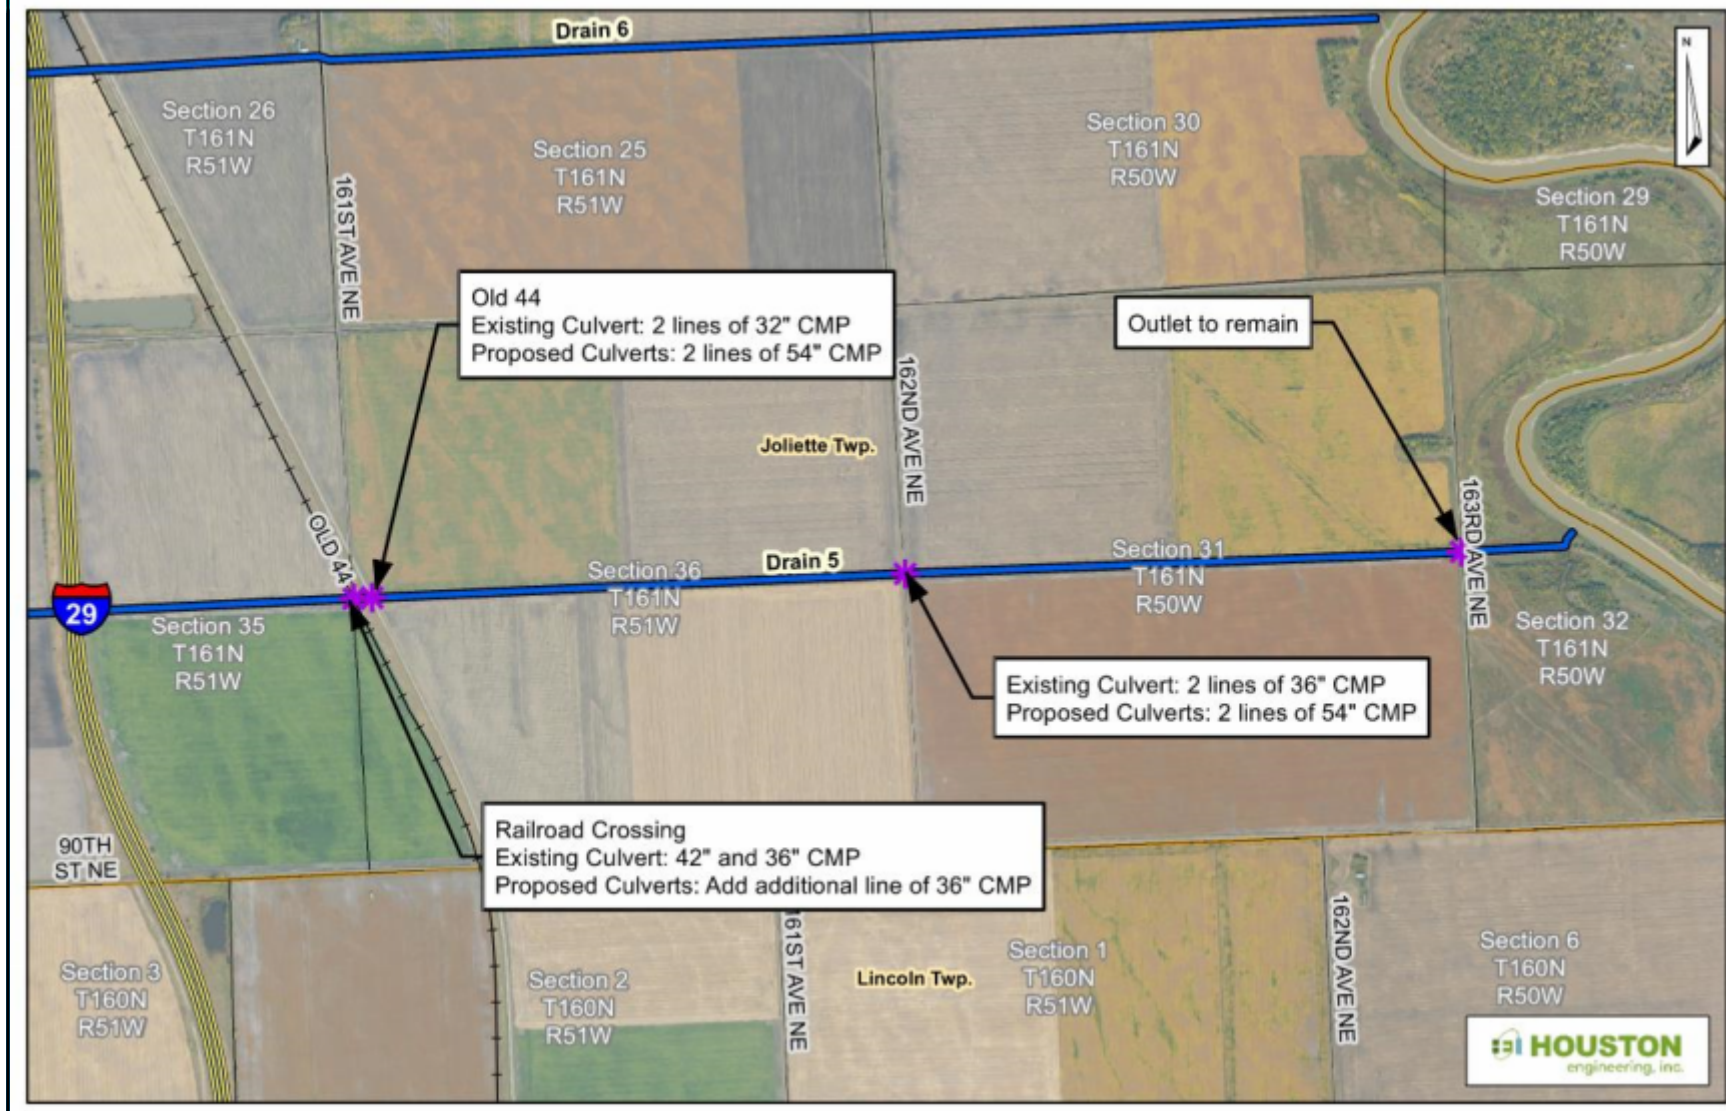 Drain 6
N
Section 26
T161N
R51W
Section 25
T161N
R51W
Section 30
T161N
R50W
Section 29
T161N
R50W
161ST AVE NE
Old 44
Existing Culvert: 2 lines of 32" CMP
Proposed Culverts: 2 lines of 54" CMP
Outlet to remain
162ND AVE NE
Joliette Twp.
OLD 44
163RD AVE NE
Drain 5
29
Section 35
T161N
R51W
Section 36
T161N
R51W
Section 31
T161N
R50W
Section 32
T161N
R50W
Existing Culvert: 2 lines of 36" CMP
Proposed Culverts: 2 lines of 54" CMP
Railroad Crossing
Existing Culvert: 42" and 36" CMP
Proposed Culverts: Add additional line of 36" CMP
90TH
ST NE
161ST AVE NE
162ND AVE NE
Section 3
T160N
R51W
Section 2
T160N
R51W
Lincoln Twp.
Section 1
T160N
R51W
Section 6
T160N
R50W
HOUSTON
engineering, inc.